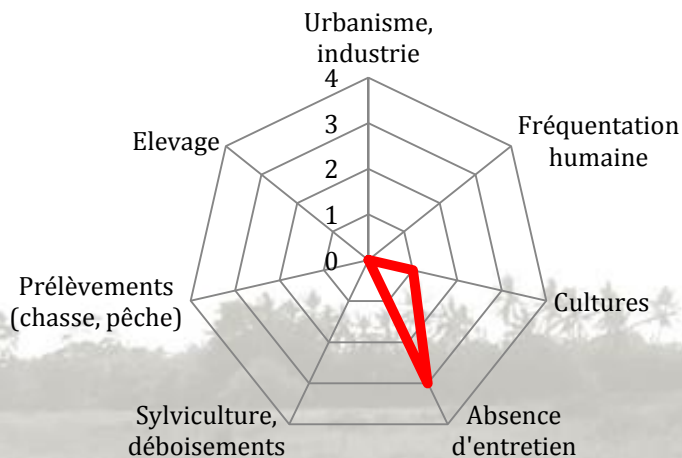 Urbanisme,
industrie
4
3
2
1
0
Fréquentation
humaine
Cultures
Absence
d'entretien
Sylviculture,
déboisements
Prélèvements
(chasse, pêche)
Elevage